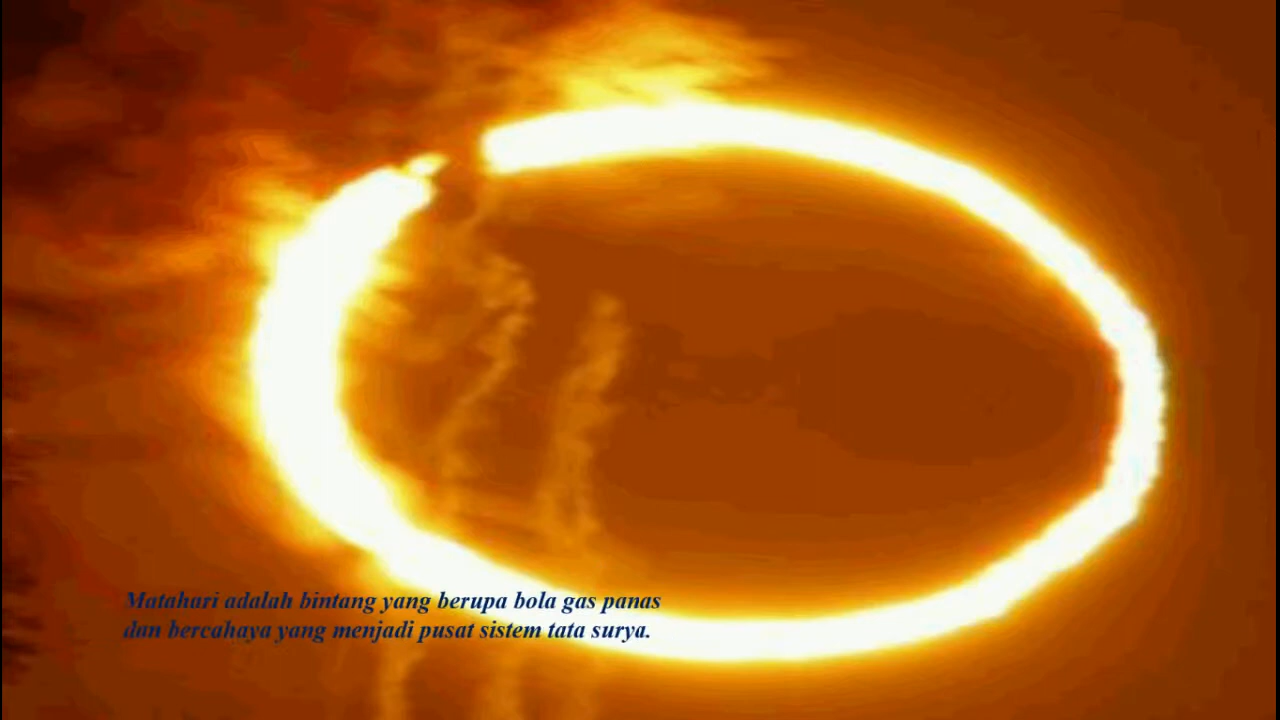 Matahari adalah bintang yang berupa bola gas panas
dan bercahaya yang menjadi pusat sistem tata surya.